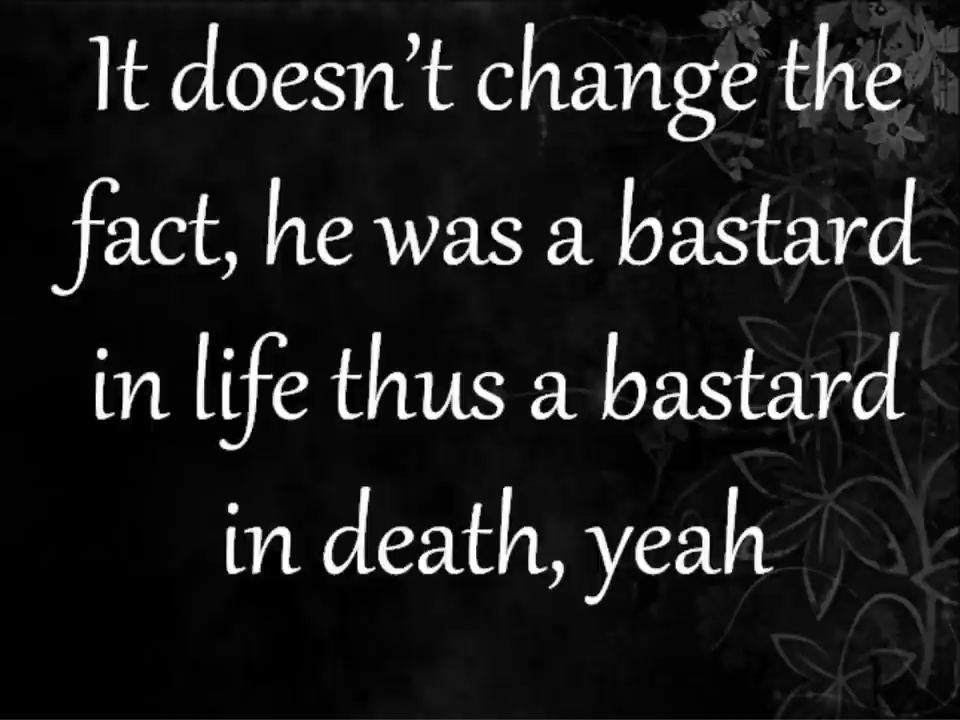 It doesn't change the
fact, he was a bastard
in life thus a bastard
in death, yeah